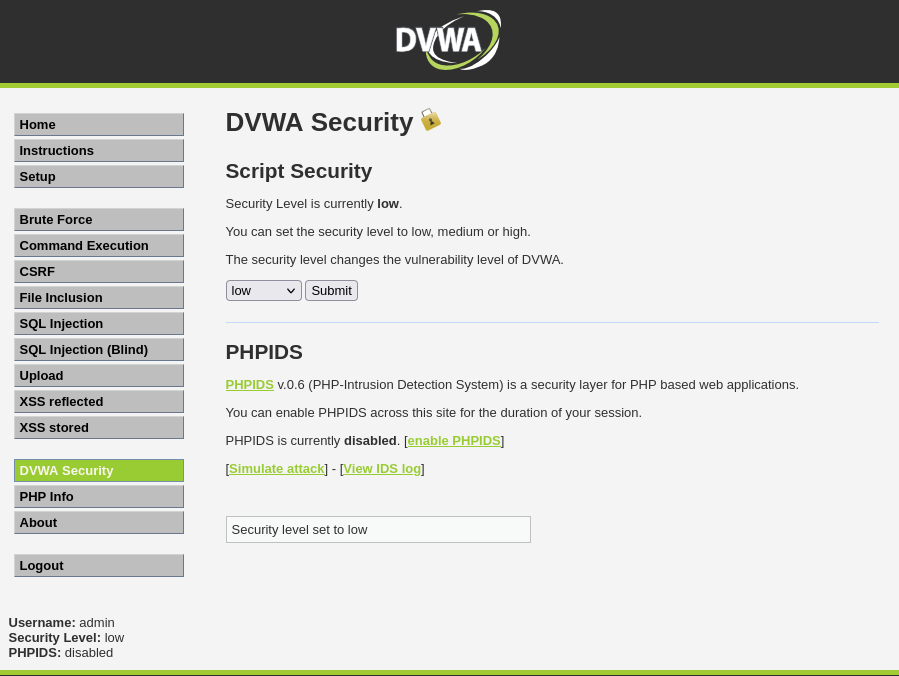 DVWA
Home
Instructions
Setup
Brute Force
Command Execution
CSRF
File Inclusion
SQL Injection
SQL Injection (Blind)
Upload
XSS reflected
XSS stored
DVWA Security
PHP Info
About
Logout
DVWA Security
Script Security
Security Level is currently low.
You can set the security level to low, medium or high.
The security level changes the vulnerability level of DVWA.
low Submit
PHPIDS
PHPIDS v.0.6 (PHP-Intrusion Detection System) is a security layer for PHP based web applications.
You can enable PHPIDS across this site for the duration of your session.
PHPIDS is currently disabled. [enable PHPIDS]
[Simulate attack] - [View IDS log]
Security level set to low
Username: admin
Security Level: low
PHPIDS: disabled